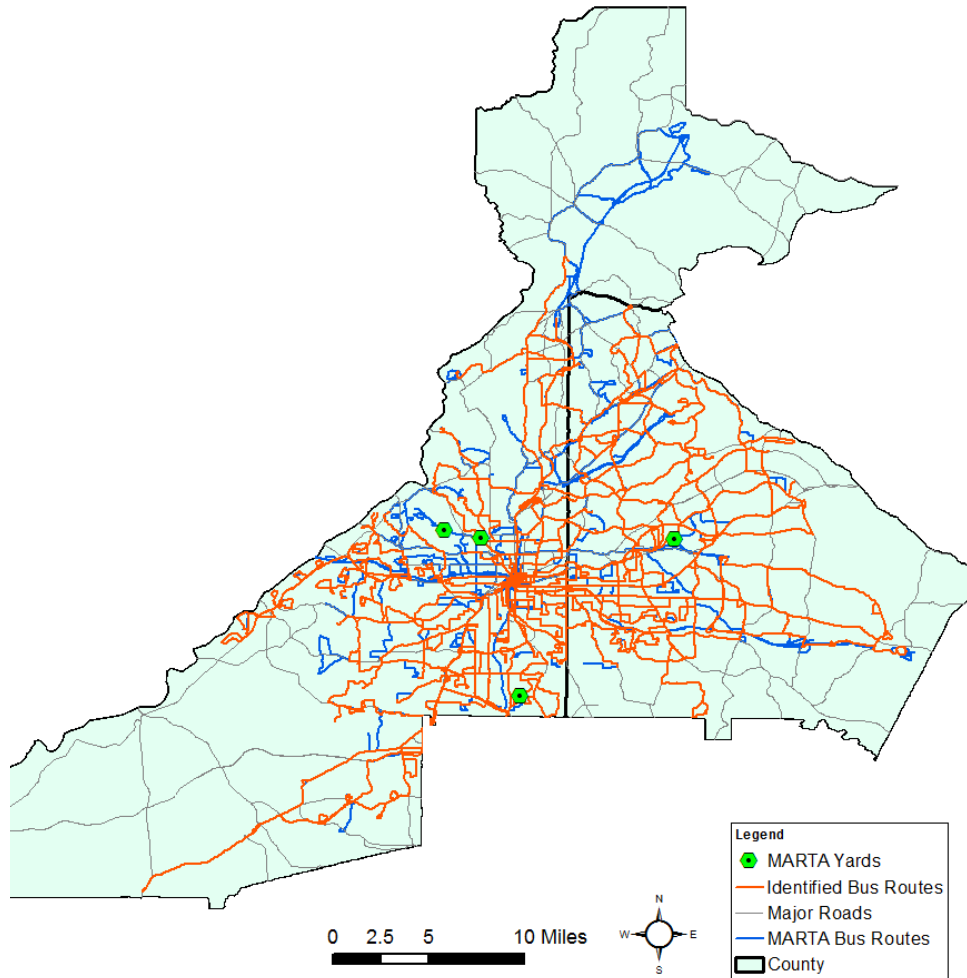 N
W E
S
0 2.5 5 10 Miles
Legend
MARTA Yards
Identified Bus Routes
Major Roads
MARTA Bus Routes
County